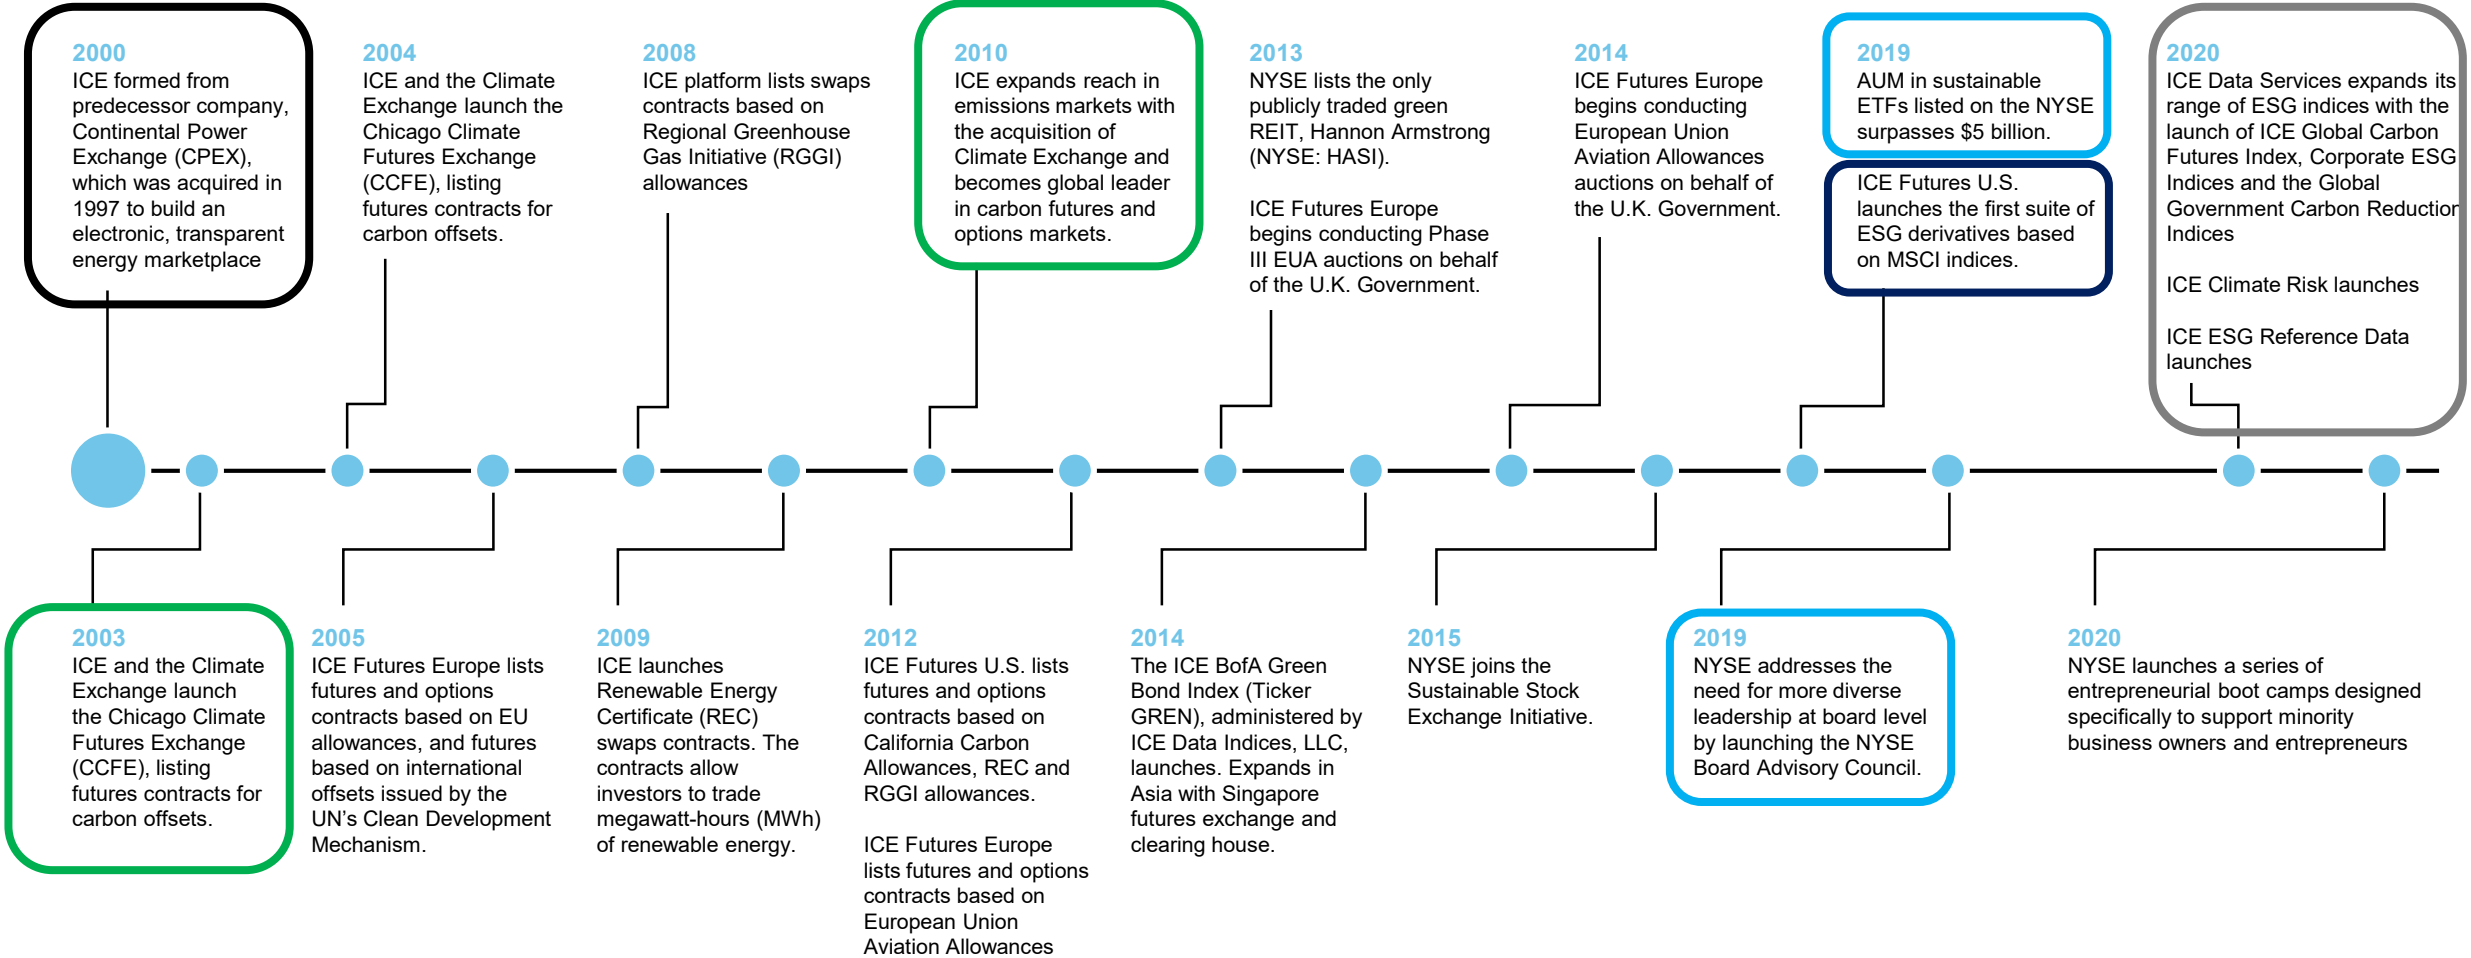 2000
ICE formed from
predecessor company,
Continental Power
Exchange (CPEX),
which was acquired in
1997 to build an
electronic, transparent
energy marketplace
2004
ICE and the Climate
Exchange launch the
Chicago Climate
Futures Exchange
(CCFE), listing
futures contracts for
carbon offsets.
2008
ICE platform lists swaps
contracts based on
Regional Greenhouse
Gas Initiative (RGGI)
allowances
2010
ICE expands reach in
emissions markets with
the acquisition of
Climate Exchange and
becomes global leader
in carbon futures and
options markets.
2013
NYSE lists the only
publicly traded green
REIT, Hannon Armstrong
(NYSE: HASI).
ICE Futures Europe
begins conducting Phase
III EUA auctions on behalf
of the U.K. Government.
2014
ICE Futures Europe
begins conducting
European Union
Aviation Allowances
auctions on behalf of
the U.K. Government.
2019
AUM in sustainable
ETFs listed on the NYSE
surpasses $5 billion.
ICE Futures U.S.
launches the first suite of
ESG derivatives based
on MSCI indices.
2020
ICE Data Services expands its
range of ESG indices with the
launch of ICE Global Carbon
Futures Index, Corporate ESG
Indices and the Global
Government Carbon Reduction
Indices
ICE Climate Risk launches
ICE ESG Reference Data
launches
2003
ICE and the Climate
Exchange launch
the Chicago Climate
Futures Exchange
(CCFE), listing
futures contracts for
carbon offsets.
2005
ICE Futures Europe lists
futures and options
contracts based on EU
allowances, and futures
based on international
offsets issued by the
UN’s Clean Development
Mechanism.
2009
ICE launches
Renewable Energy
Certificate (REC)
swaps contracts. The
contracts allow
investors to trade
megawatt-hours (MWh)
of renewable energy.
2012
ICE Futures U.S. lists
futures and options
contracts based on
California Carbon
Allowances, REC and
RGGI allowances.
ICE Futures Europe
lists futures and options
contracts based on
European Union
Aviation Allowances
2014
The ICE BofA Green
Bond Index (Ticker
GREN), administered by
ICE Data Indices, LLC,
launches. Expands in
Asia with Singapore
futures exchange and
clearing house.
2015
NYSE joins the
Sustainable Stock
Exchange Initiative.
2019
NYSE addresses the
need for more diverse
leadership at board level
by launching the NYSE
Board Advisory Council.
2020
NYSE launches a series of
entrepreneurial boot camps designed
specifically to support minority
business owners and entrepreneurs